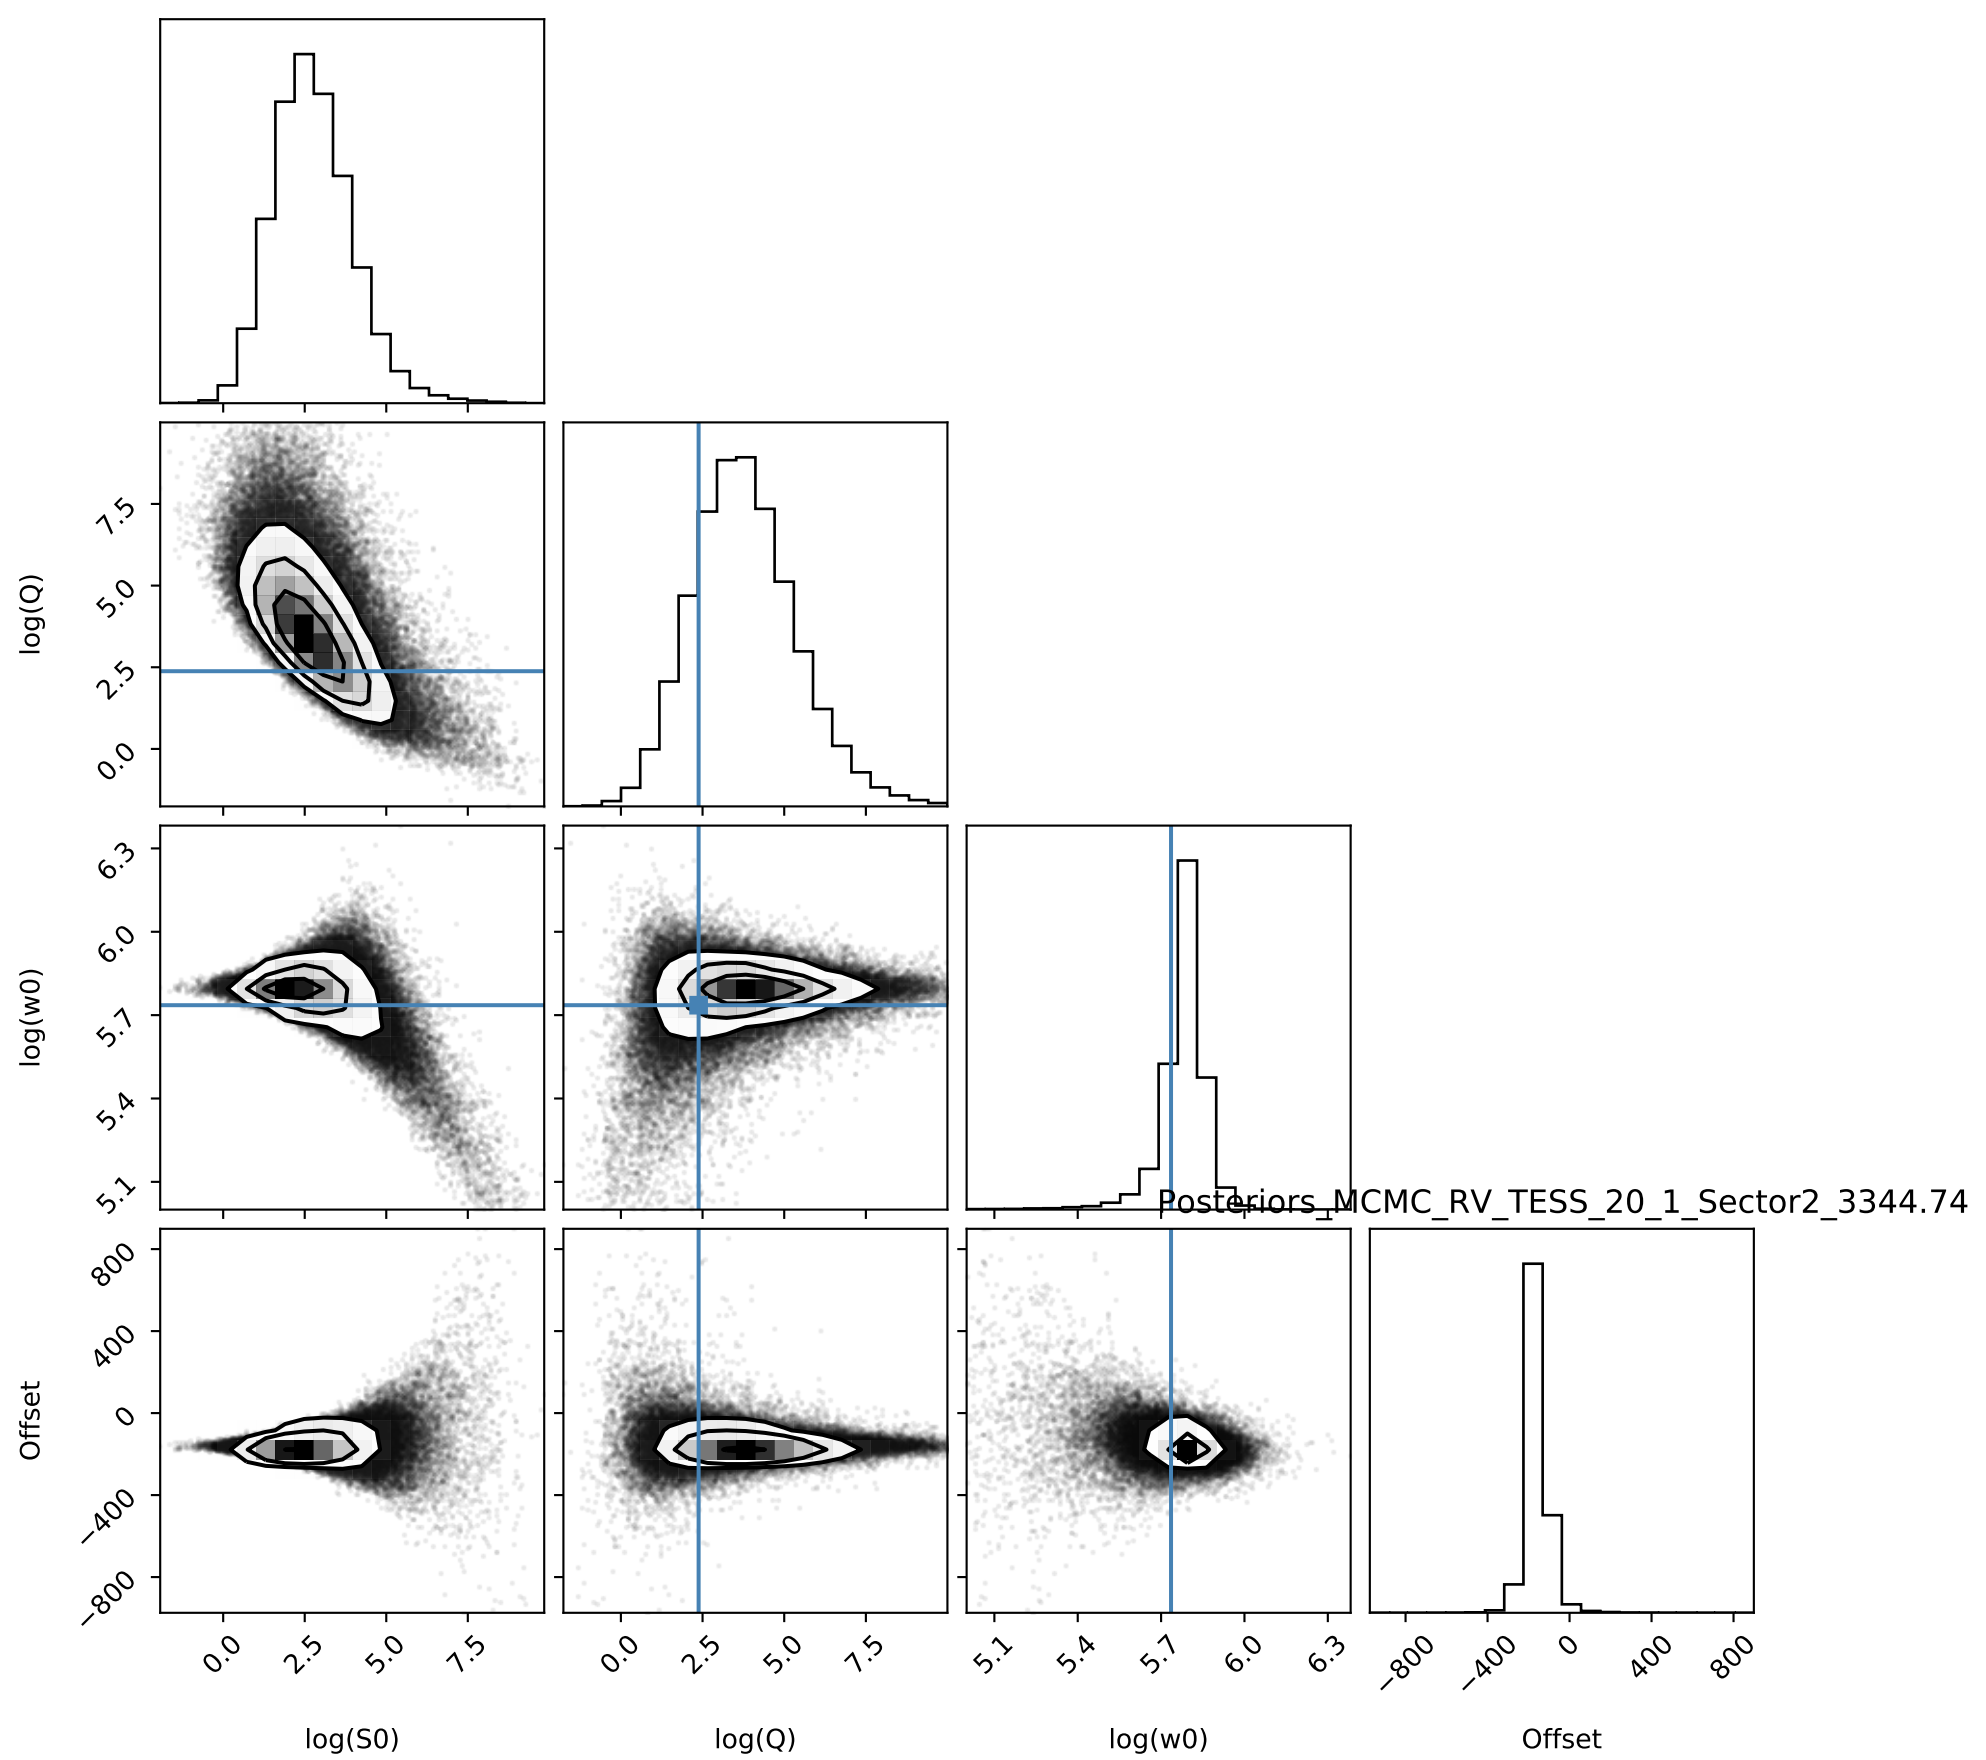 log(Q)
7.5
5.0
2.5
0.0
log(w0)
6.3
6.0
5.7
5.4
5.1
Posteriors_MCMC_RV_TESS_20_1_Sector2_3344.74
Offset
800
400
0
−400
−800
0.0 2.5 5.0 7.5 0.0 2.5 5.0 7.5 5.1 5.4 5.7 6.0 6.3 −800 −400 0 400 800
log(S0) log(Q) log(w0) Offset